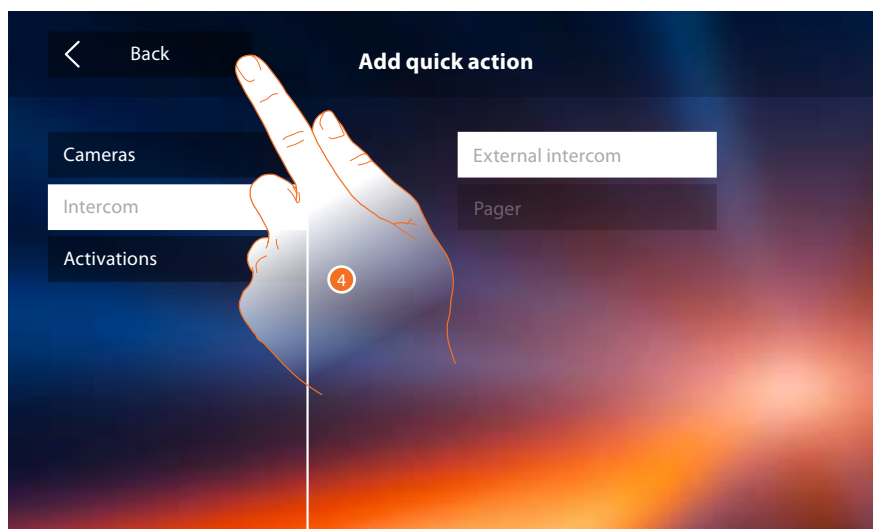 Back
Add quick action
Cameras
External intercom
Intercom
Pager
Activations
4